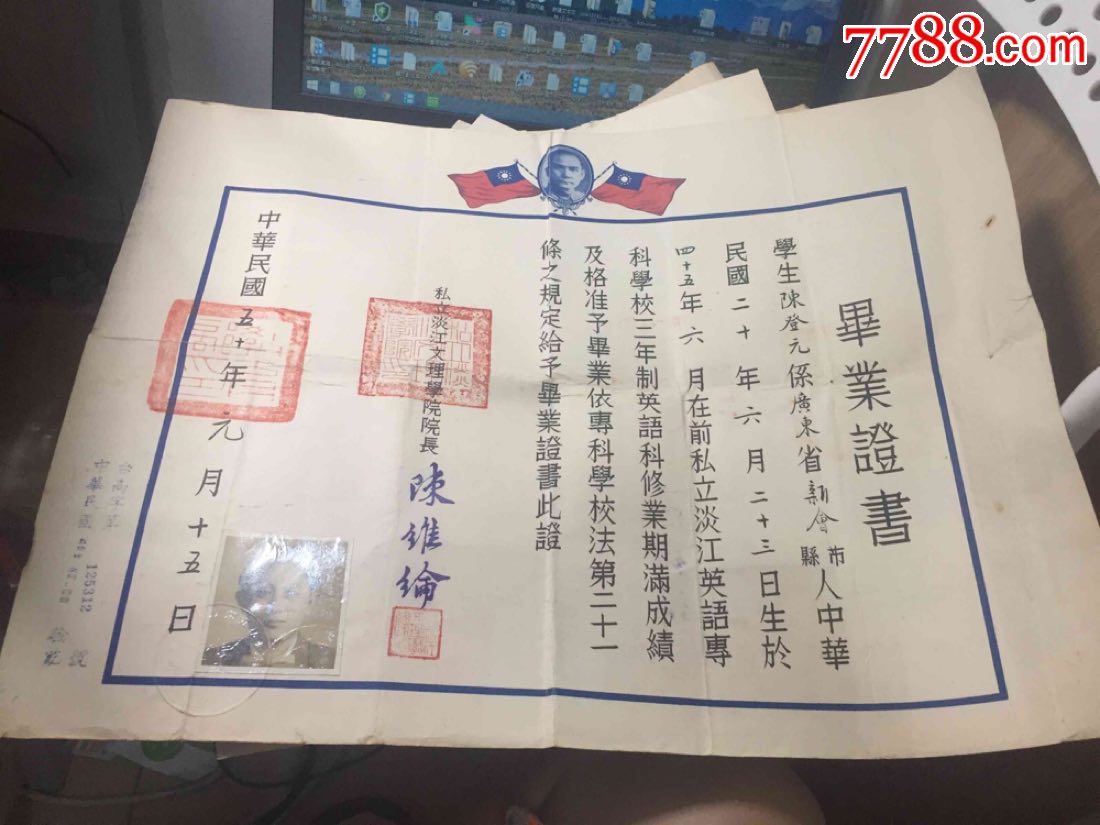 7788.com
畢業證書
學生陳登元係廣東省新會市縣人中華
民國二十年六月二十三日生於
四十五年六月在前私立淡江英語專
科學校三年制英語科修業期滿成績
及格准予畢業依專科學校法第二十一
條之規定給予畢業證書此證
私立淡江文理學院院長 陳維綸
中華民國五十年元月十五日
中華民國
125312